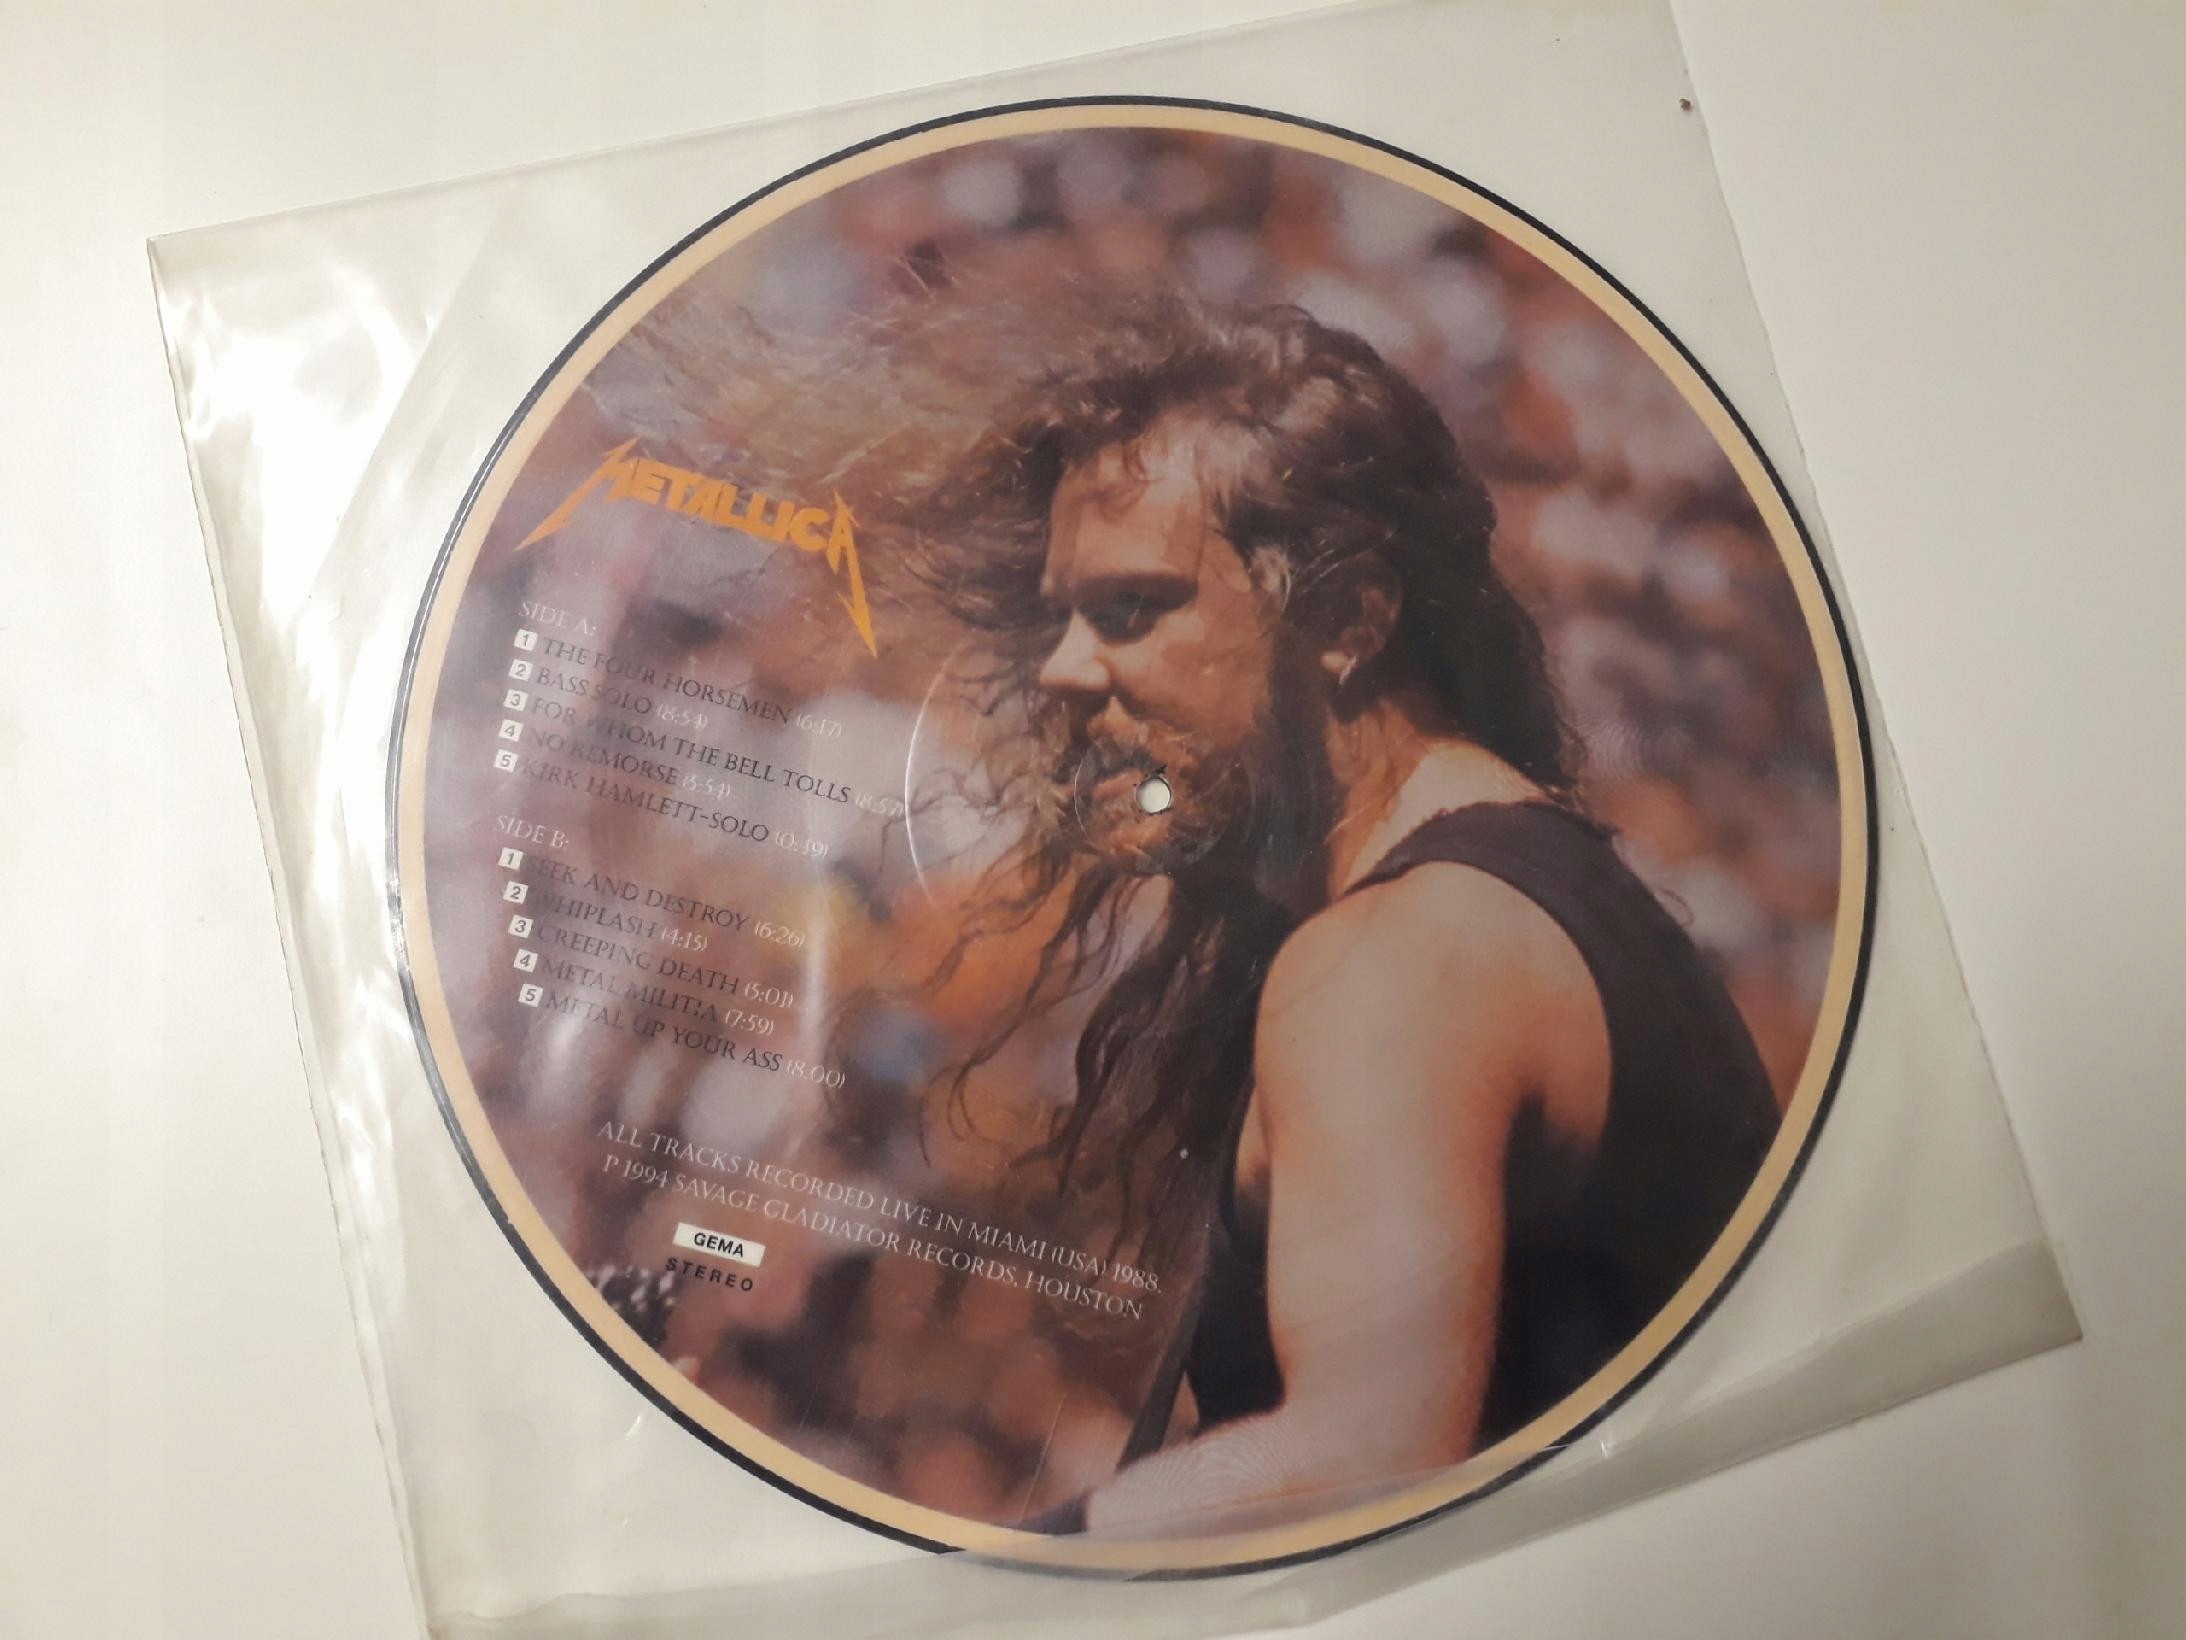 METALLICA
SIDE A:
1 THE FOUR HORSEMEN (6:17)
2 BASS SOLO (8:54)
3 FOR WHOM THE BELL TOLLS (8:57)
4 NO REMORSE (5:54)
5 KIRK HAMLETT-SOLO (0:49)
SIDE B:
1 SEEK AND DESTROY (6:26)
2 WHIPLASH (4:15)
3 CREEPING DEATH (5:01)
4 METAL MILITIA (7:59)
5 METAL UP YOUR ASS (8:00)
ALL TRACKS RECORDED LIVE IN MIAMI (USA) 1988.
P 1994 SAVAGE GLADIATOR RECORDS, HOUSTON
GEMA
STEREO